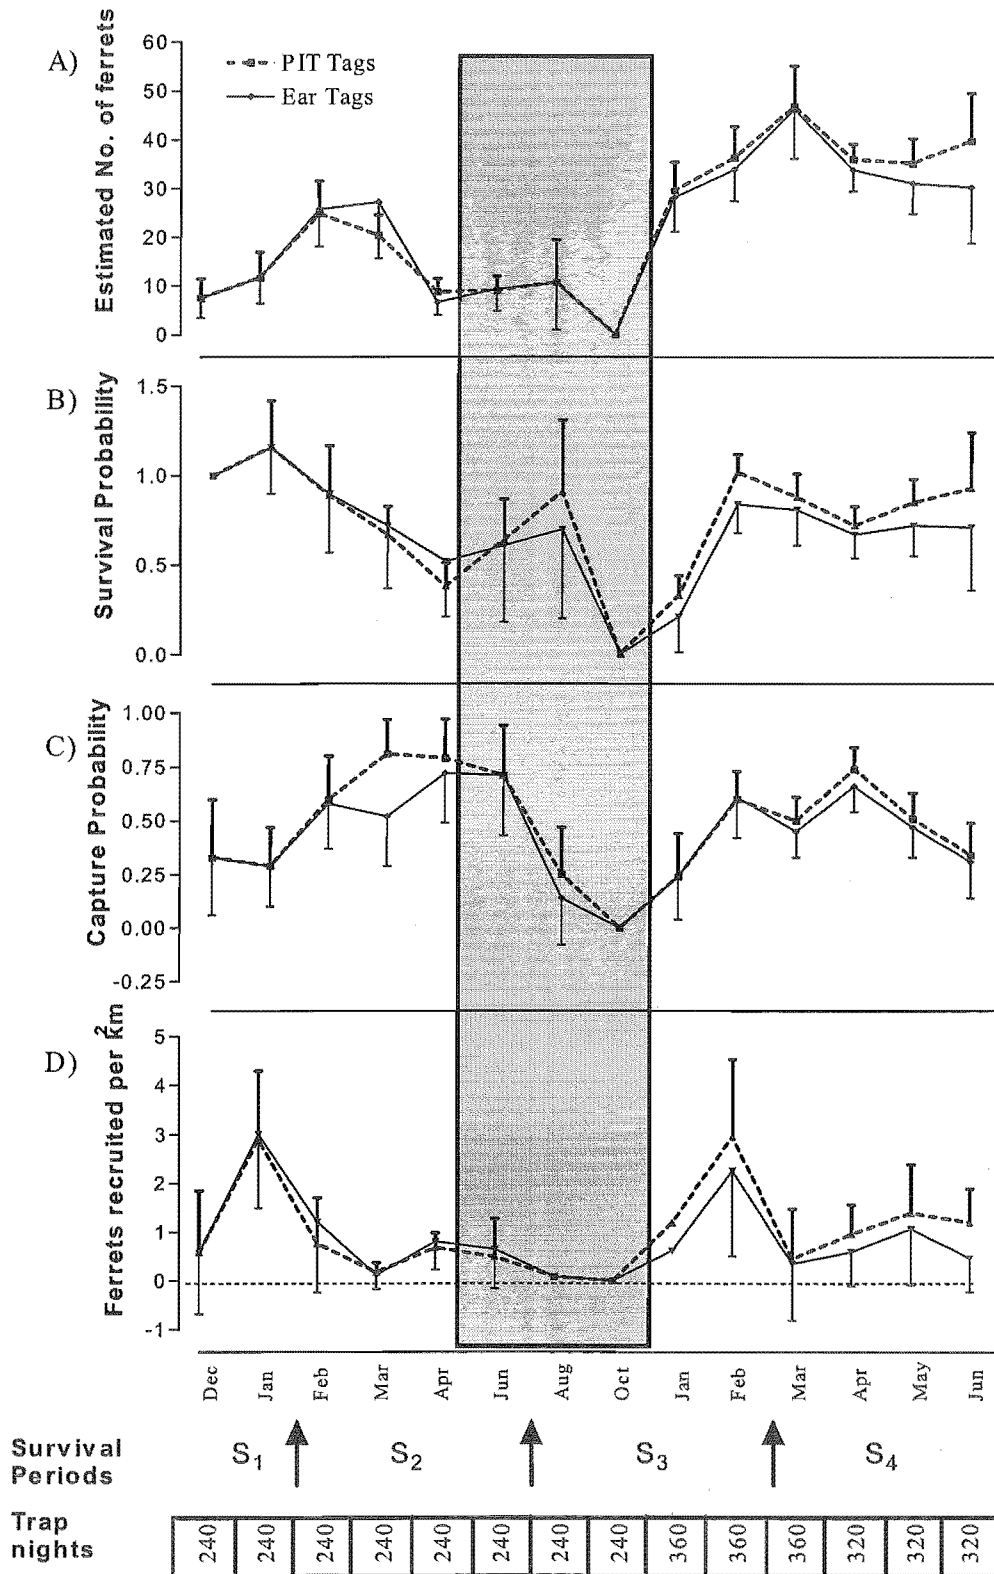 A)
Estimated No. of ferrets
60
50
40
30
20
10
0
PIT Tags
Ear Tags
B)
Survival Probability
1.5
1.0
0.5
0.0
C)
Capture Probability
1.00
0.75
0.50
0.25
0.00
-0.25
D)
Ferrets recruited per km²
5
4
3
2
1
0
-1
Dec Jan Feb Mar Apr Jun Aug Oct Jan Feb Mar Apr May Jun
Survival
Periods
S₁ S₂ S₃ S₄
Trap
nights
240 240 240 240 240 240 240 240 360 360 360 320 320 320